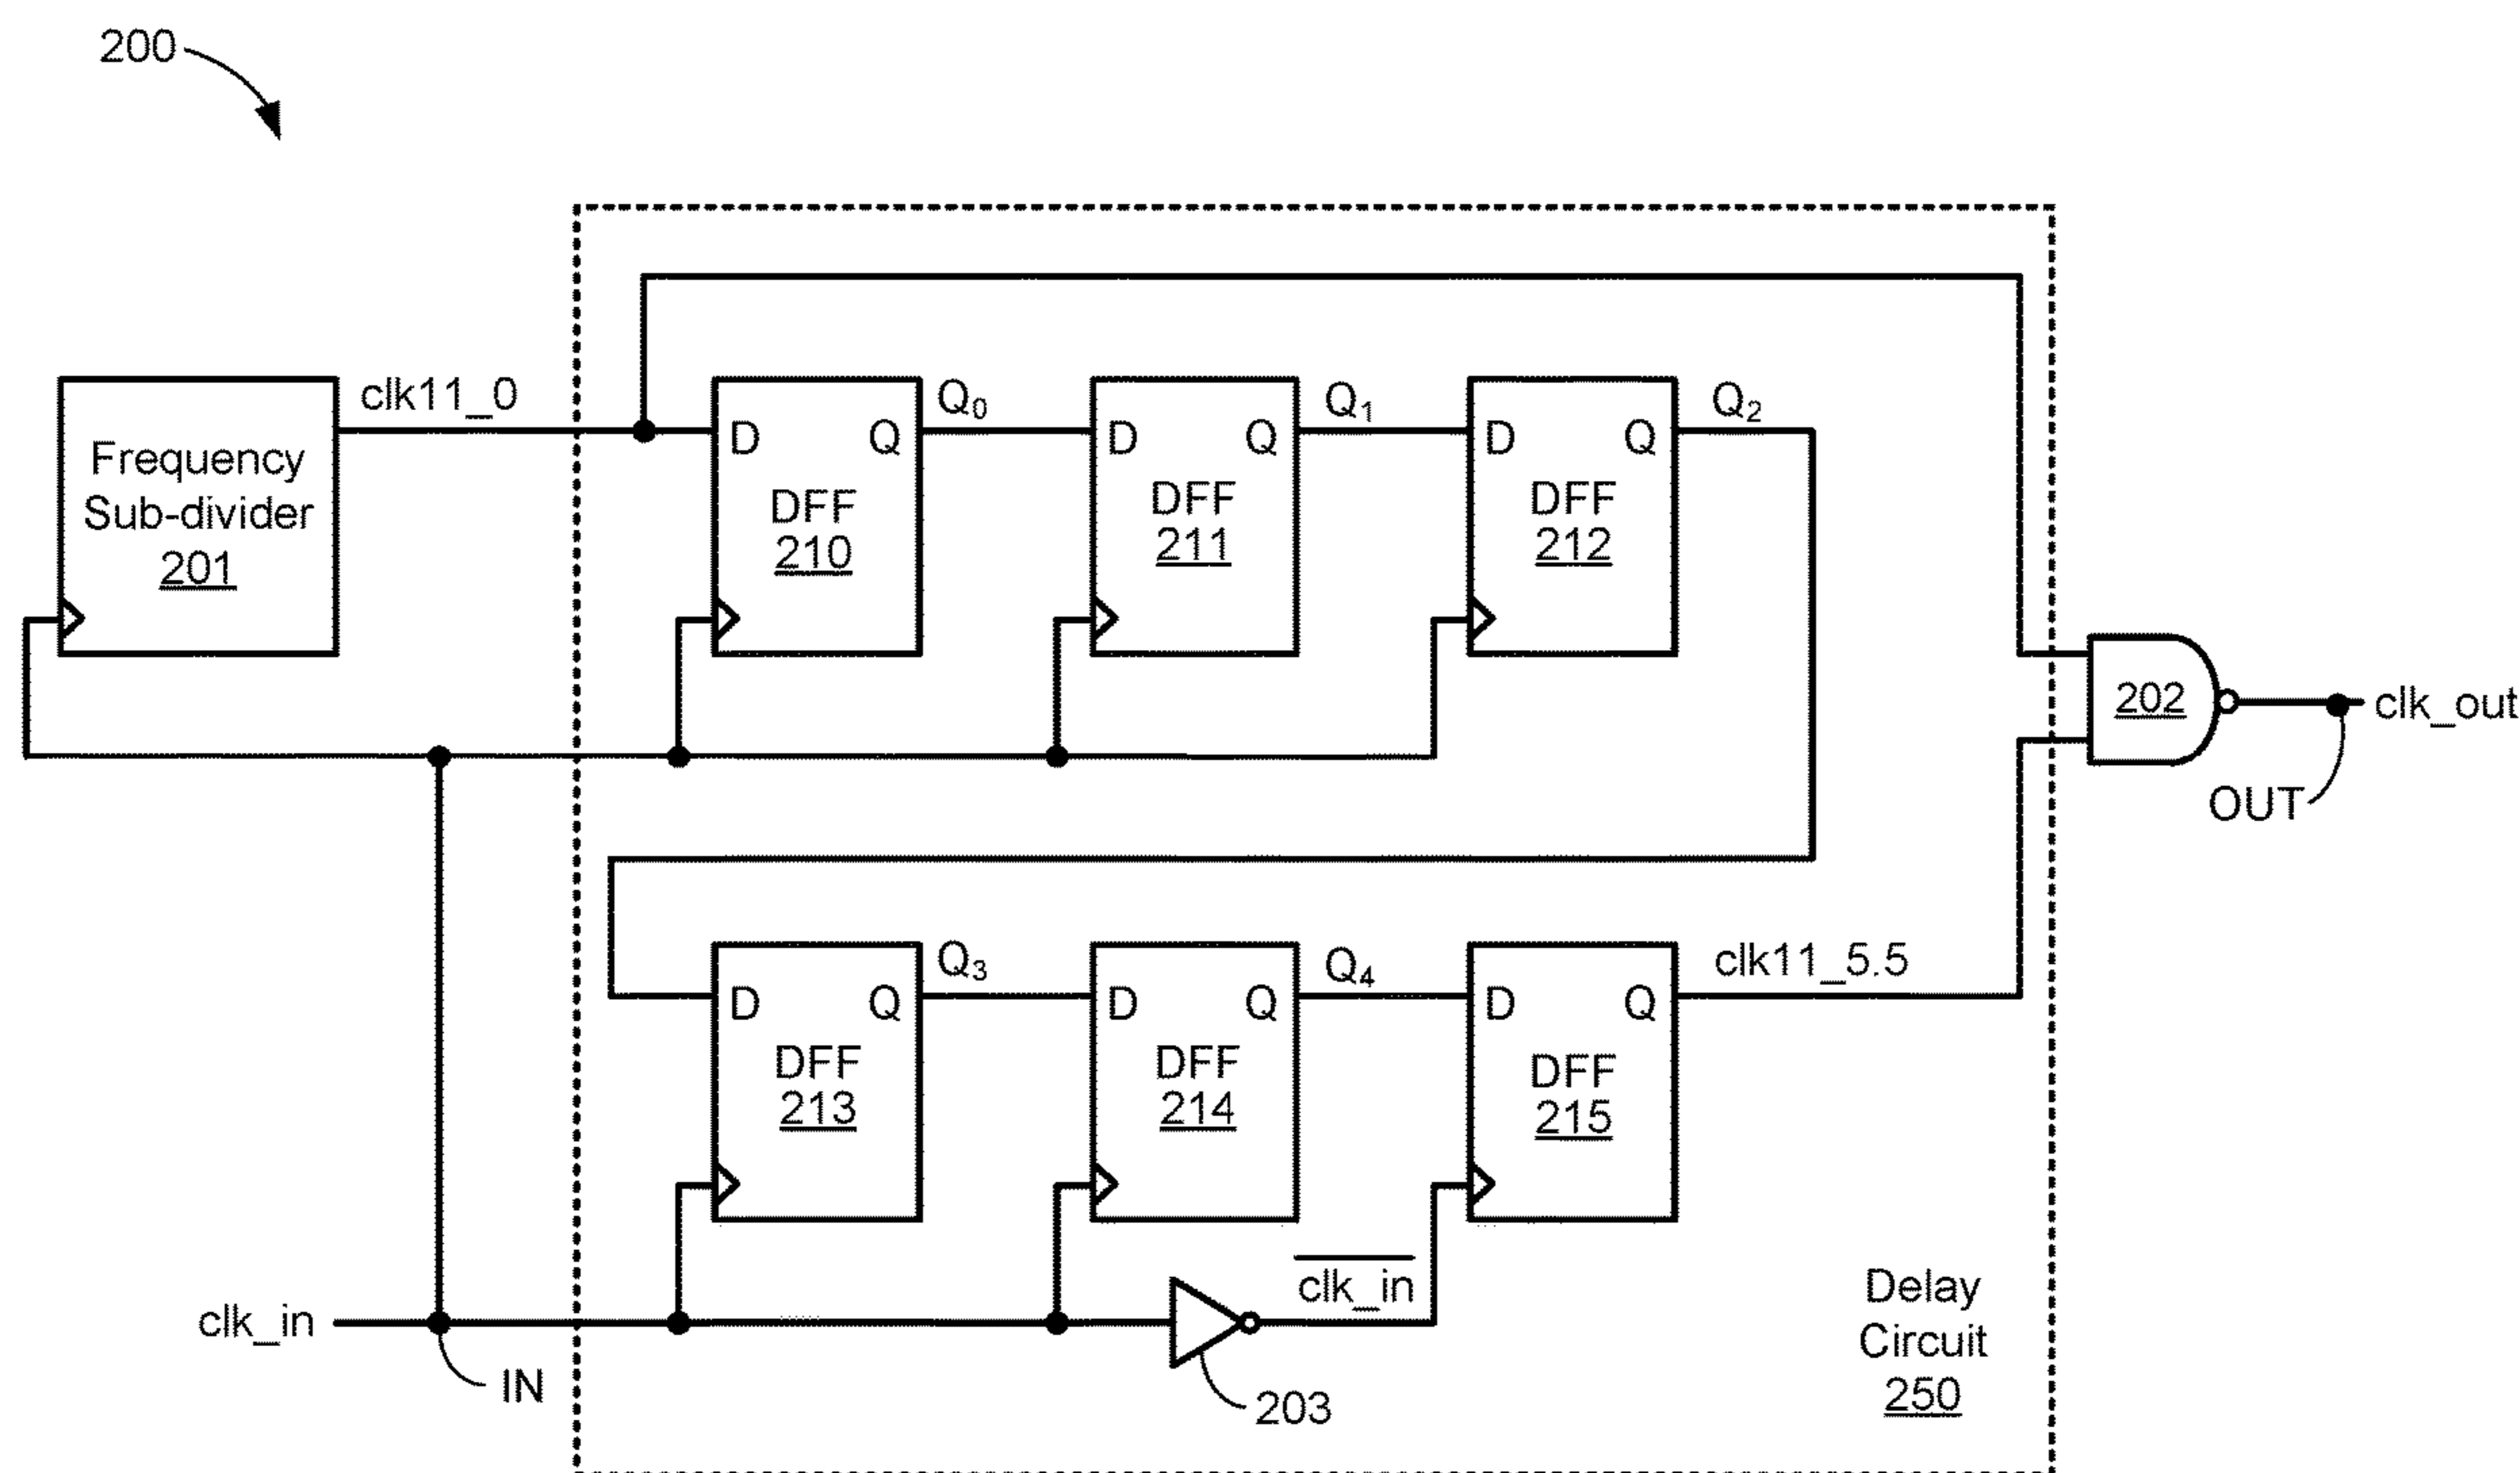 200
clk11_0
Q0
Q1
Q2
Frequency
Sub-divider
201
D
Q
DFF
210
D
Q
DFF
211
D
Q
DFF
212
202
clk_out
OUT
Q3
Q4
clk11_5.5
D
Q
DFF
213
D
Q
DFF
214
D
Q
DFF
215
clk_in
clk_in
IN
203
Delay
Circuit
250